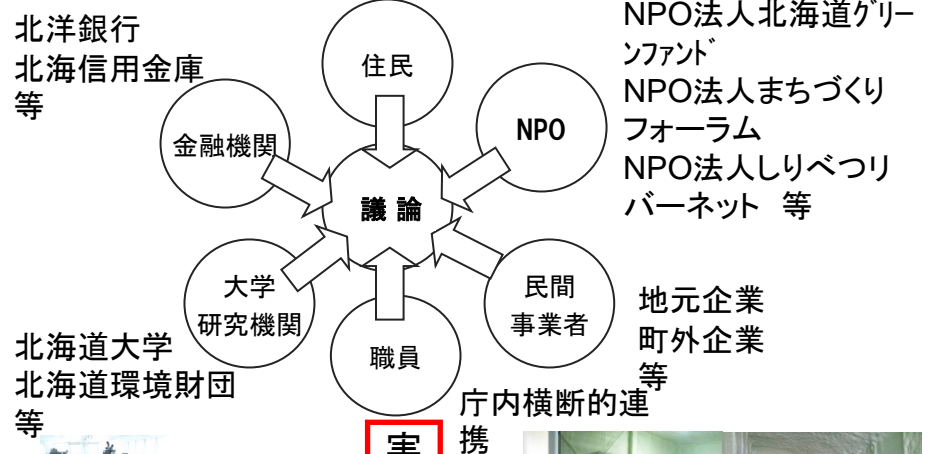 北洋銀行
北海信用金庫
等
住民
NPO法人北海道ｸﾞﾘｰ
ﾝﾌｧﾝﾄﾞ
NPO法人まちづくり
フォーラム
NPO法人しりべつリ
バーネット 等
金融機関
NPO
議論
大学
研究機関
民間
事業者
地元企業
町外企業
等
北海道大学
北海道環境財団
等
職員
庁内横断的連
携
実